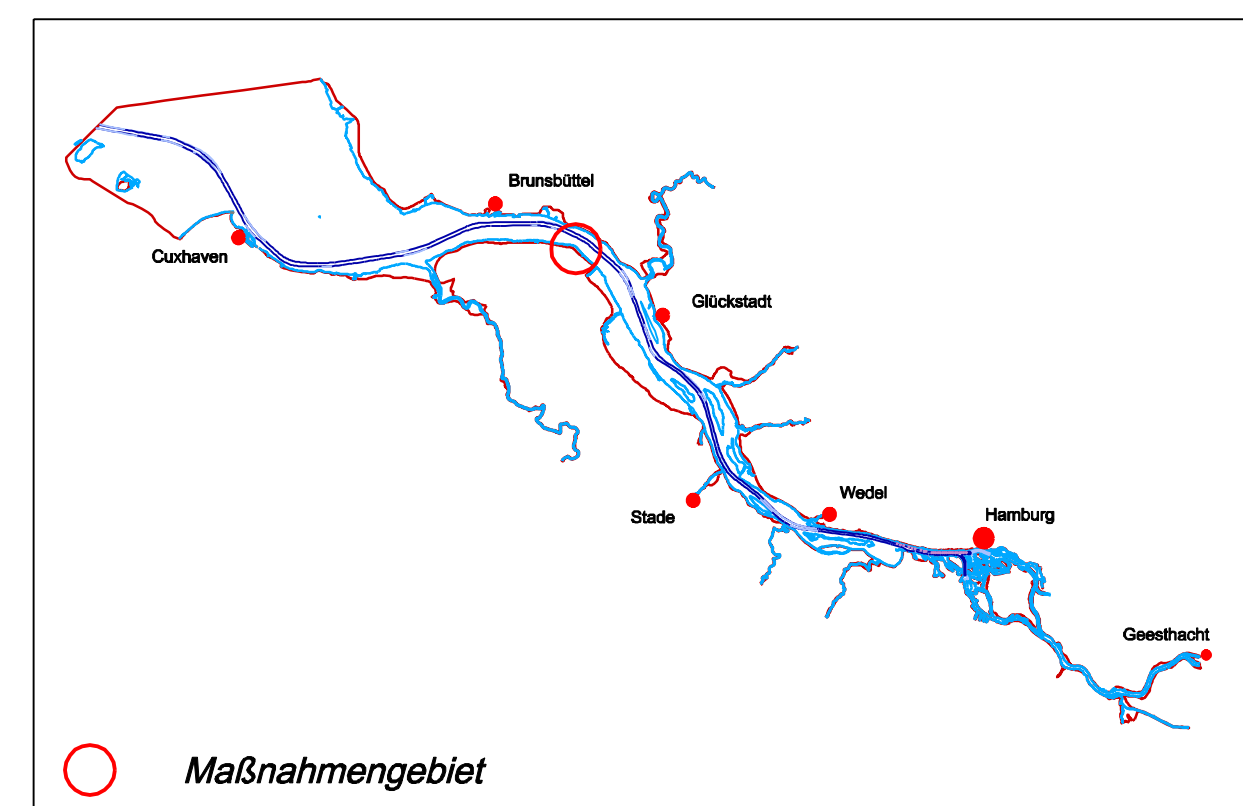 Brunsbüttel
Cuxhaven
Glückstadt
Wedel
Stade
Hamburg
Geesthacht
Maßnahmengebiet